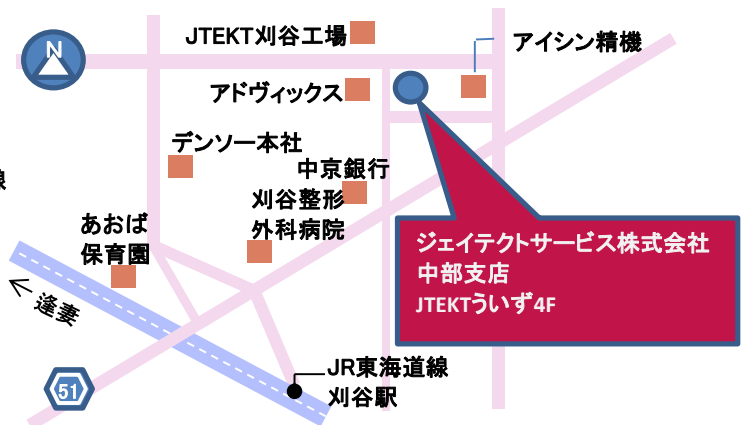 JTEKT刈谷工場
アイシン精機
N
アドヴィックス
デンソー本社
中京銀行
線
刈谷整形
外科病院
あおば
保育園
ジェイテクトサービス株式会社
中部支店
JTEKTういず4F
逢妻
JR東海道線
刈谷駅
51